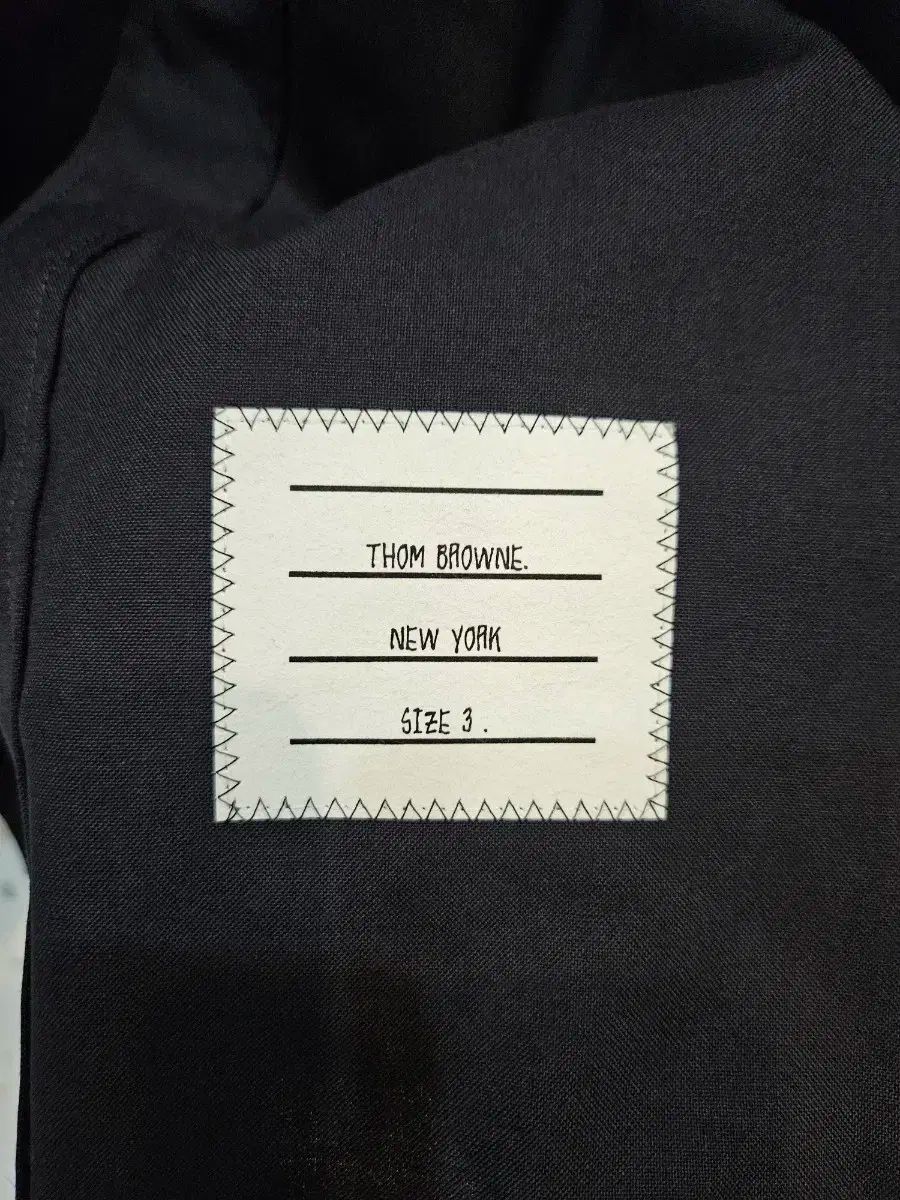 THOM BROWNE.
NEW YORK
SIZE 3 .